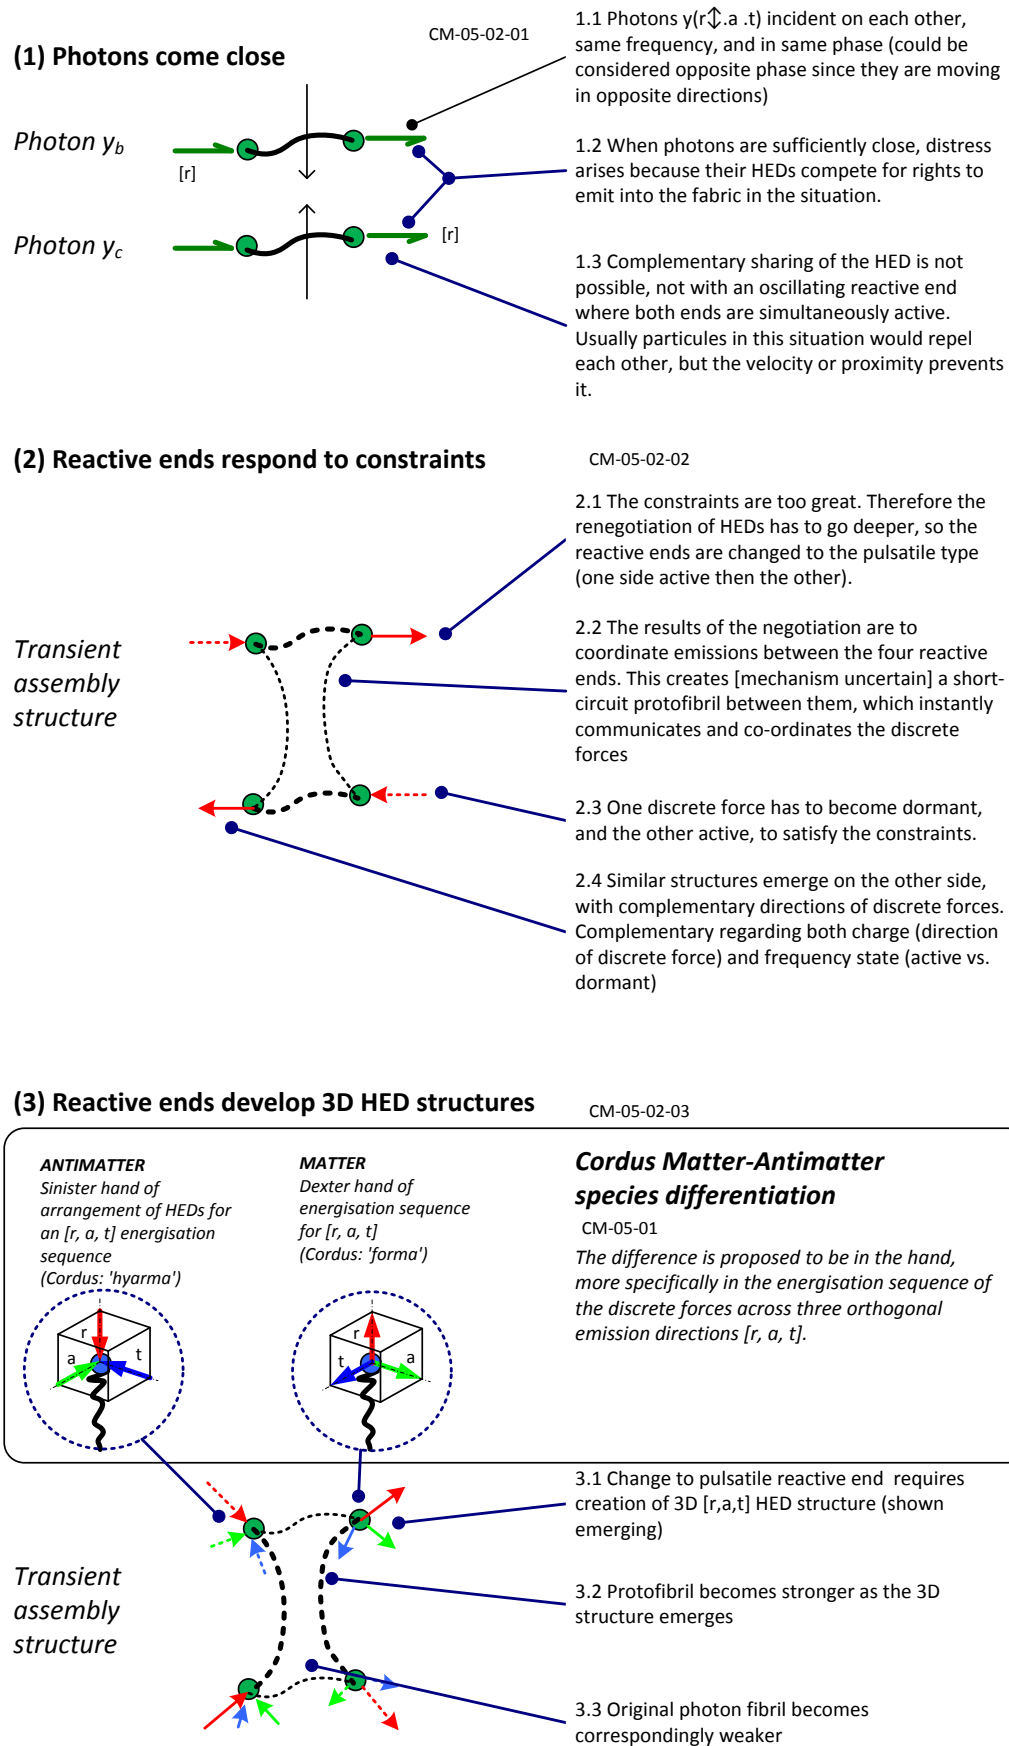 CM-05-02-01
(1) Photons come close
Photon y_b
[r]
Photon y_c
[r]
1.1 Photons y(r↕.a .t) incident on each other,
same frequency, and in same phase (could be
considered opposite phase since they are moving
in opposite directions)
1.2 When photons are sufficiently close, distress
arises because their HEDs compete for rights to
emit into the fabric in the situation.
1.3 Complementary sharing of the HED is not
possible, not with an oscillating reactive end
where both ends are simultaneously active.
Usually particules in this situation would repel
each other, but the velocity or proximity prevents
it.
(2) Reactive ends respond to constraints
CM-05-02-02
Transient
assembly
structure
2.1 The constraints are too great. Therefore the
renegotiation of HEDs has to go deeper, so the
reactive ends are changed to the pulsatile type
(one side active then the other).
2.2 The results of the negotiation are to
coordinate emissions between the four reactive
ends. This creates [mechanism uncertain] a short-
circuit protofibril between them, which instantly
communicates and co-ordinates the discrete
forces
2.3 One discrete force has to become dormant,
and the other active, to satisfy the constraints.
2.4 Similar structures emerge on the other side,
with complementary directions of discrete forces.
Complementary regarding both charge (direction
of discrete force) and frequency state (active vs.
dormant)
(3) Reactive ends develop 3D HED structures
CM-05-02-03
ANTIMATTER
Sinister hand of
arrangement of HEDs for
an [r, a, t] energisation
sequence
(Cordus: 'hyarma')
r
a
t
MATTER
Dexter hand of
energisation sequence
for [r, a, t]
(Cordus: 'forma')
r
t
a
Cordus Matter-Antimatter
species differentiation
CM-05-01
The difference is proposed to be in the hand,
more specifically in the energisation sequence of
the discrete forces across three orthogonal
emission directions [r, a, t].
Transient
assembly
structure
3.1 Change to pulsatile reactive end requires
creation of 3D [r,a,t] HED structure (shown
emerging)
3.2 Protofibril becomes stronger as the 3D
structure emerges
3.3 Original photon fibril becomes
correspondingly weaker